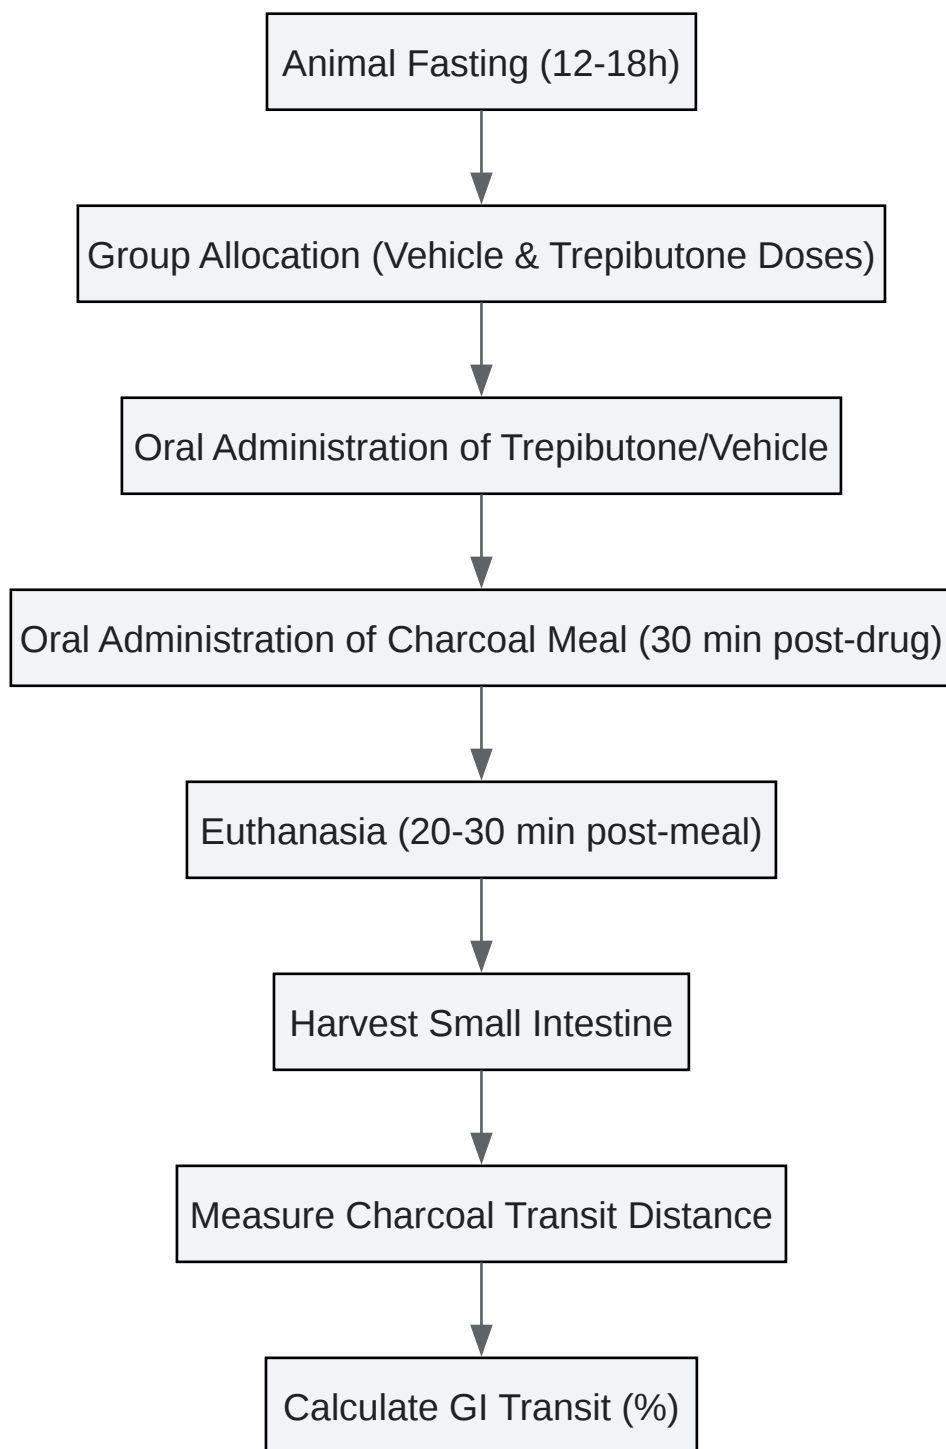 Animal Fasting (12-18h)
Group Allocation (Vehicle & Trepibutone Doses)
Oral Administration of Trepibutone/Vehicle
Oral Administration of Charcoal Meal (30 min post-drug)
Euthanasia (20-30 min post-meal)
Harvest Small Intestine
Measure Charcoal Transit Distance
Calculate GI Transit (%)